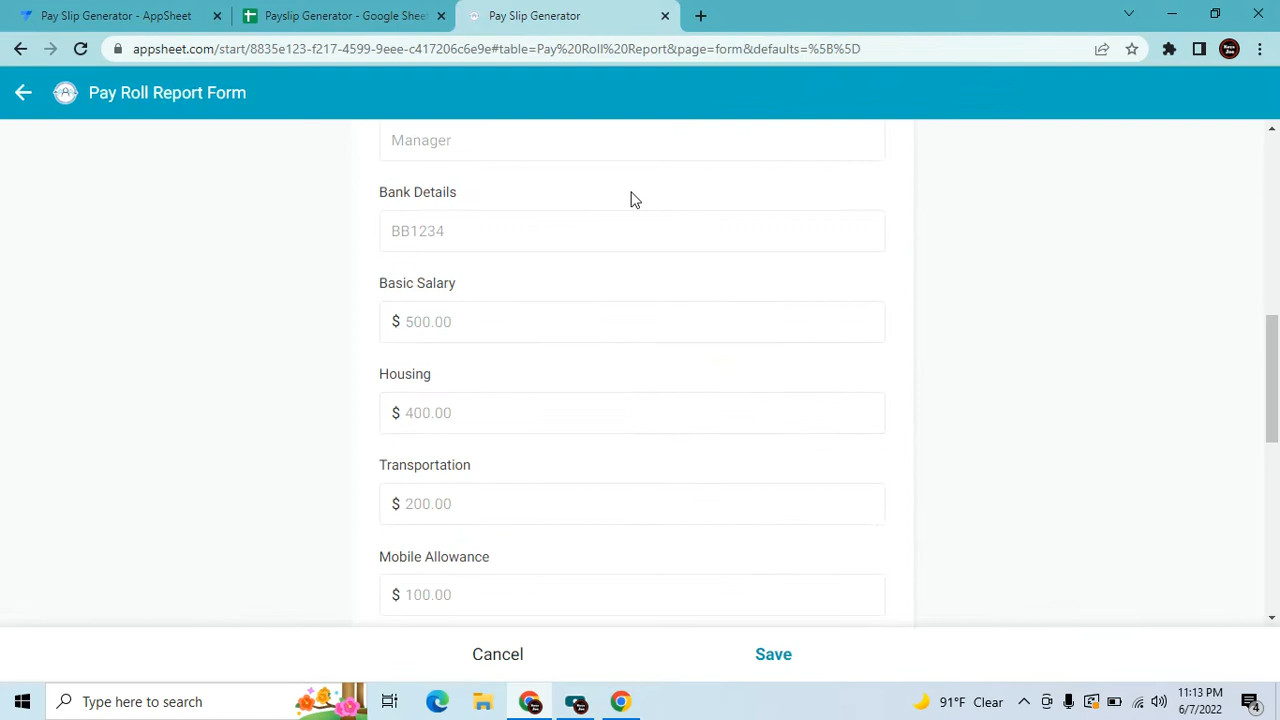 Pay Slip Generator - AppSheet
Payslip Generator - Google Shee
Pay Slip Generator
appsheet.com/start/8835e123-f217-4599-9eee-c417206c6e9e#table=Pay%20Roll%20Report&page=form&defaults=%5B%5D
Pay Roll Report Form
Manager
Bank Details
BB1234
Basic Salary
$ 500.00
Housing
$ 400.00
Transportation
$ 200.00
Mobile Allowance
$ 100.00
Cancel
Save
Type here to search
91°F Clear
11:13 PM
6/7/2022
4